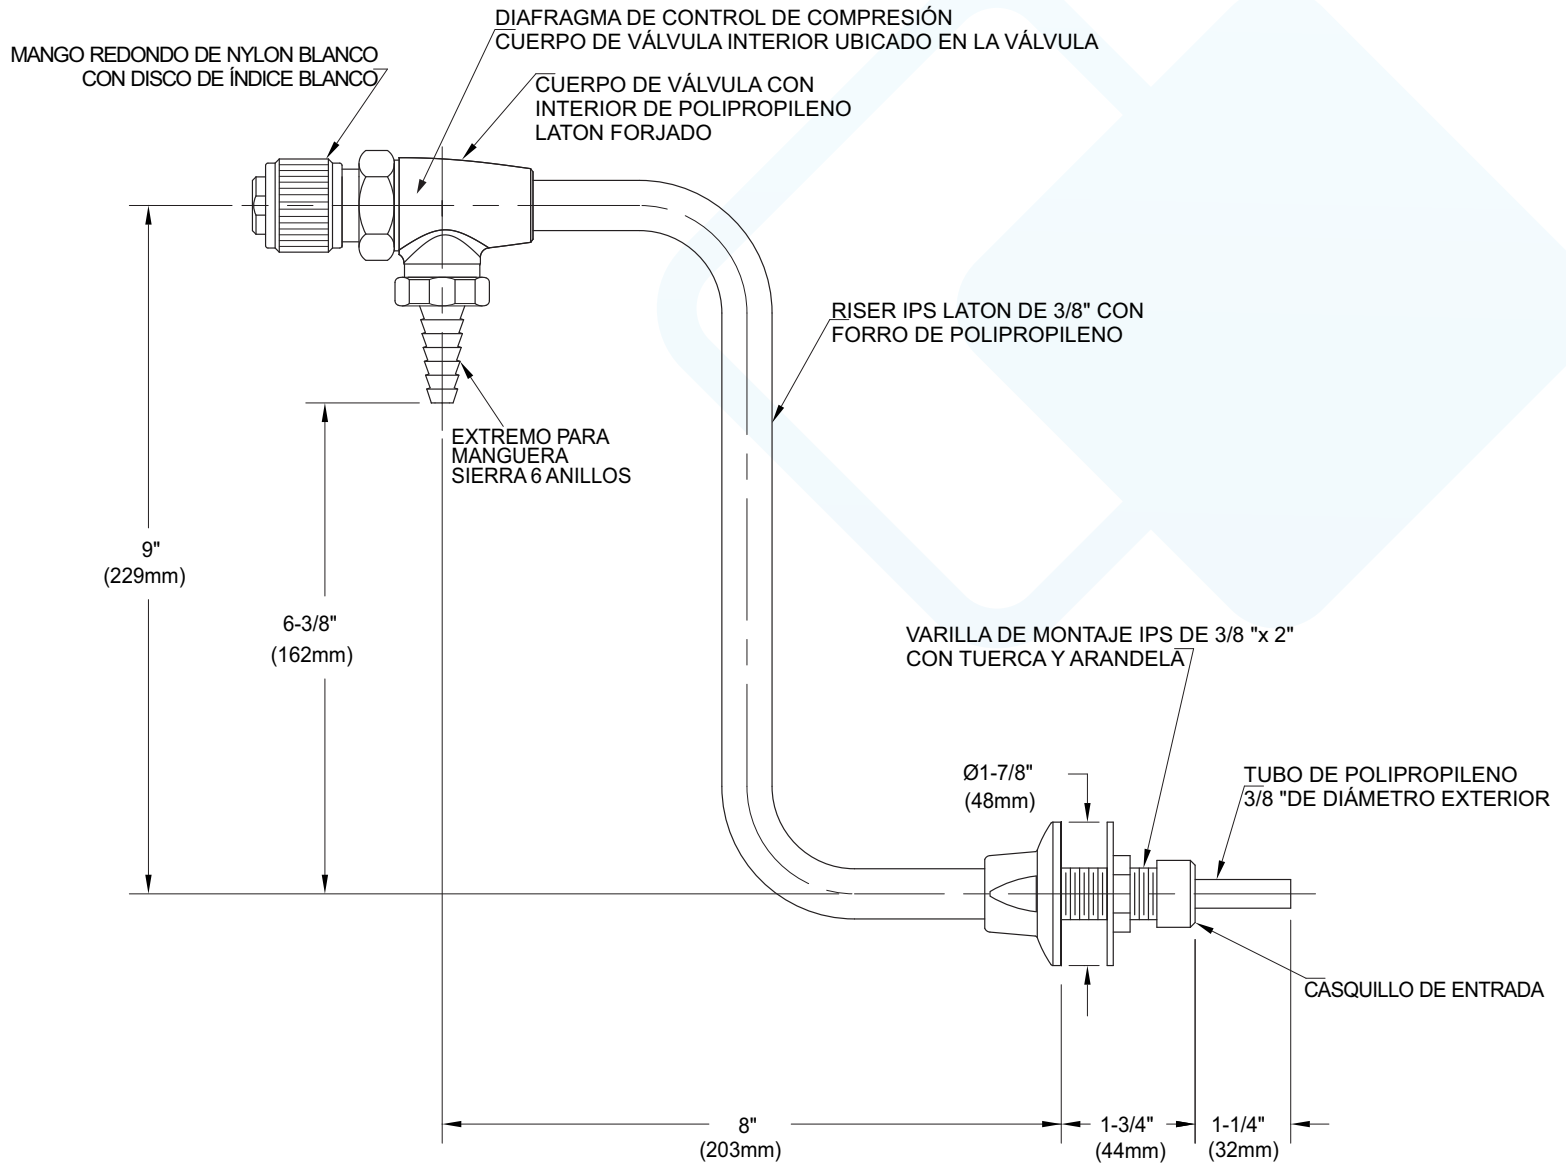 DIAFRAGMA DE CONTROL DE COMPRESIÓN
CUERPO DE VÁLVULA INTERIOR UBICADO EN LA VÁLVULA
MANGO REDONDO DE NYLON BLANCO
CON DISCO DE ÍNDICE BLANCO
CUERPO DE VÁLVULA CON
INTERIOR DE POLIPROPILENO
LATON FORJADO
RISER IPS LATON DE 3/8" CON
FORRO DE POLIPROPILENO
EXTREMO PARA
MANGUERA
SIERRA 6 ANILLOS
9"
(229mm)
6-3/8"
(162mm)
VARILLA DE MONTAJE IPS DE 3/8 "x 2"
CON TUERCA Y ARANDELA
Ø1-7/8"
(48mm)
TUBO DE POLIPROPILENO
3/8 "DE DIÁMETRO EXTERIOR
CASQUILLO DE ENTRADA
8"
(203mm)
1-3/4"
(44mm)
1-1/4"
(32mm)